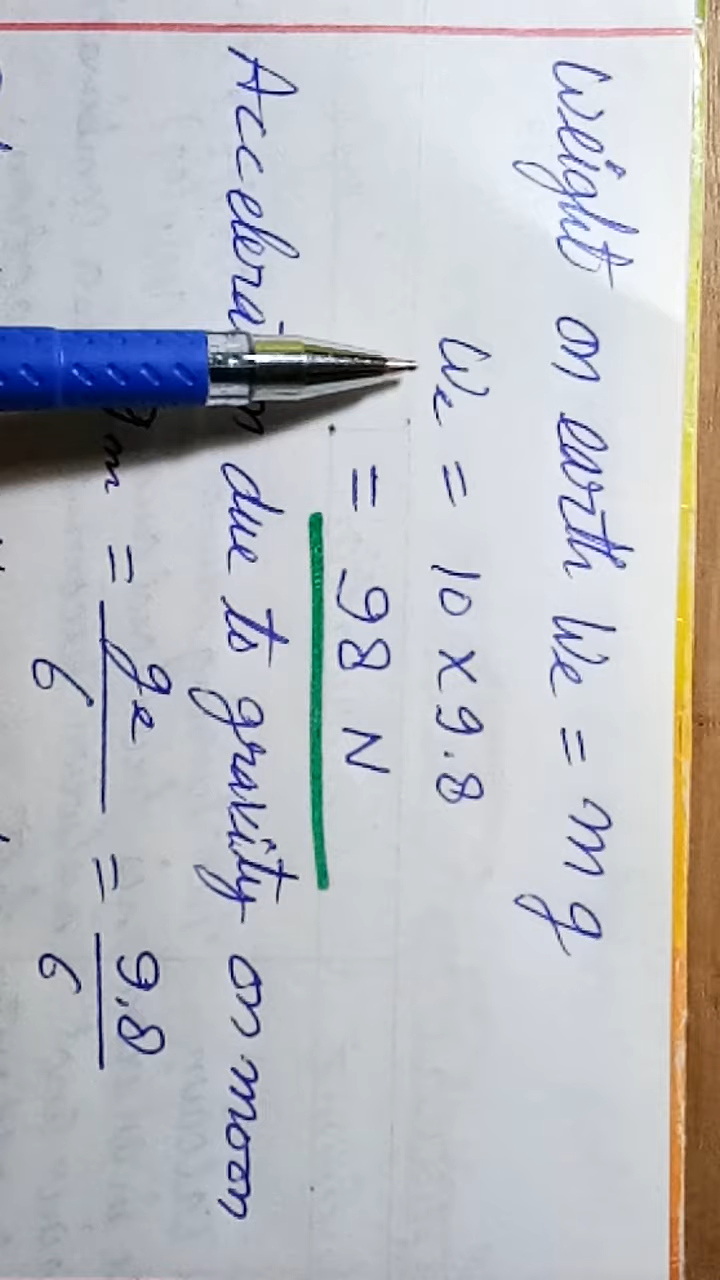 Weight on earth We = mg
We = 10 × 9.8
= 98 N
due to gravity on moon
m = ge/6 = 9.8/6